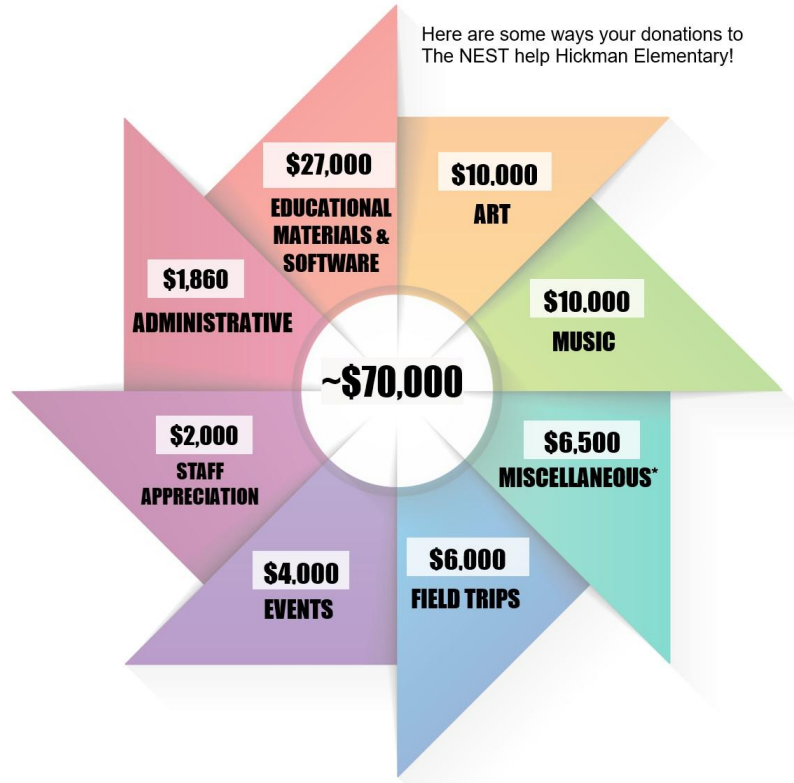 Here are some ways your donations to
The NEST help Hickman Elementary!
$27,000
EDUCATIONAL
MATERIALS &
SOFTWARE
$10,000
ART
$10,000
MUSIC
$6,500
MISCELLANEOUS*
$6,000
FIELD TRIPS
$4,000
EVENTS
$2,000
STAFF
APPRECIATION
$1,860
ADMINISTRATIVE
~$70,000